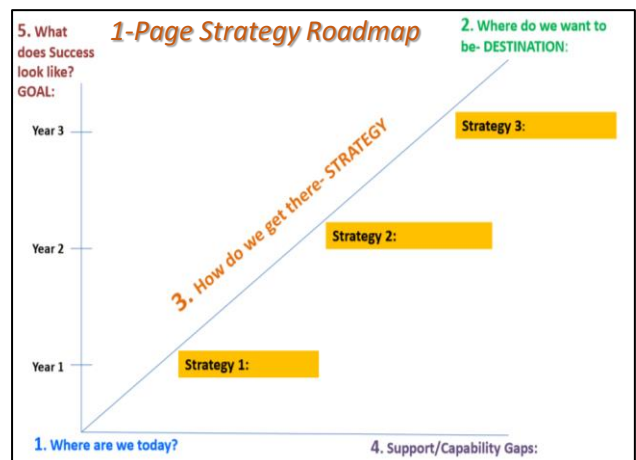 5. What
does Success
look like?
GOAL:
1-Page Strategy Roadmap
2. Where do we want to
be- DESTINATION:
Year 3
Strategy 3:
3. How do we get there- STRATEGY
Year 2
Strategy 2:
Year 1
Strategy 1:
1. Where are we today?
4. Support/Capability Gaps: